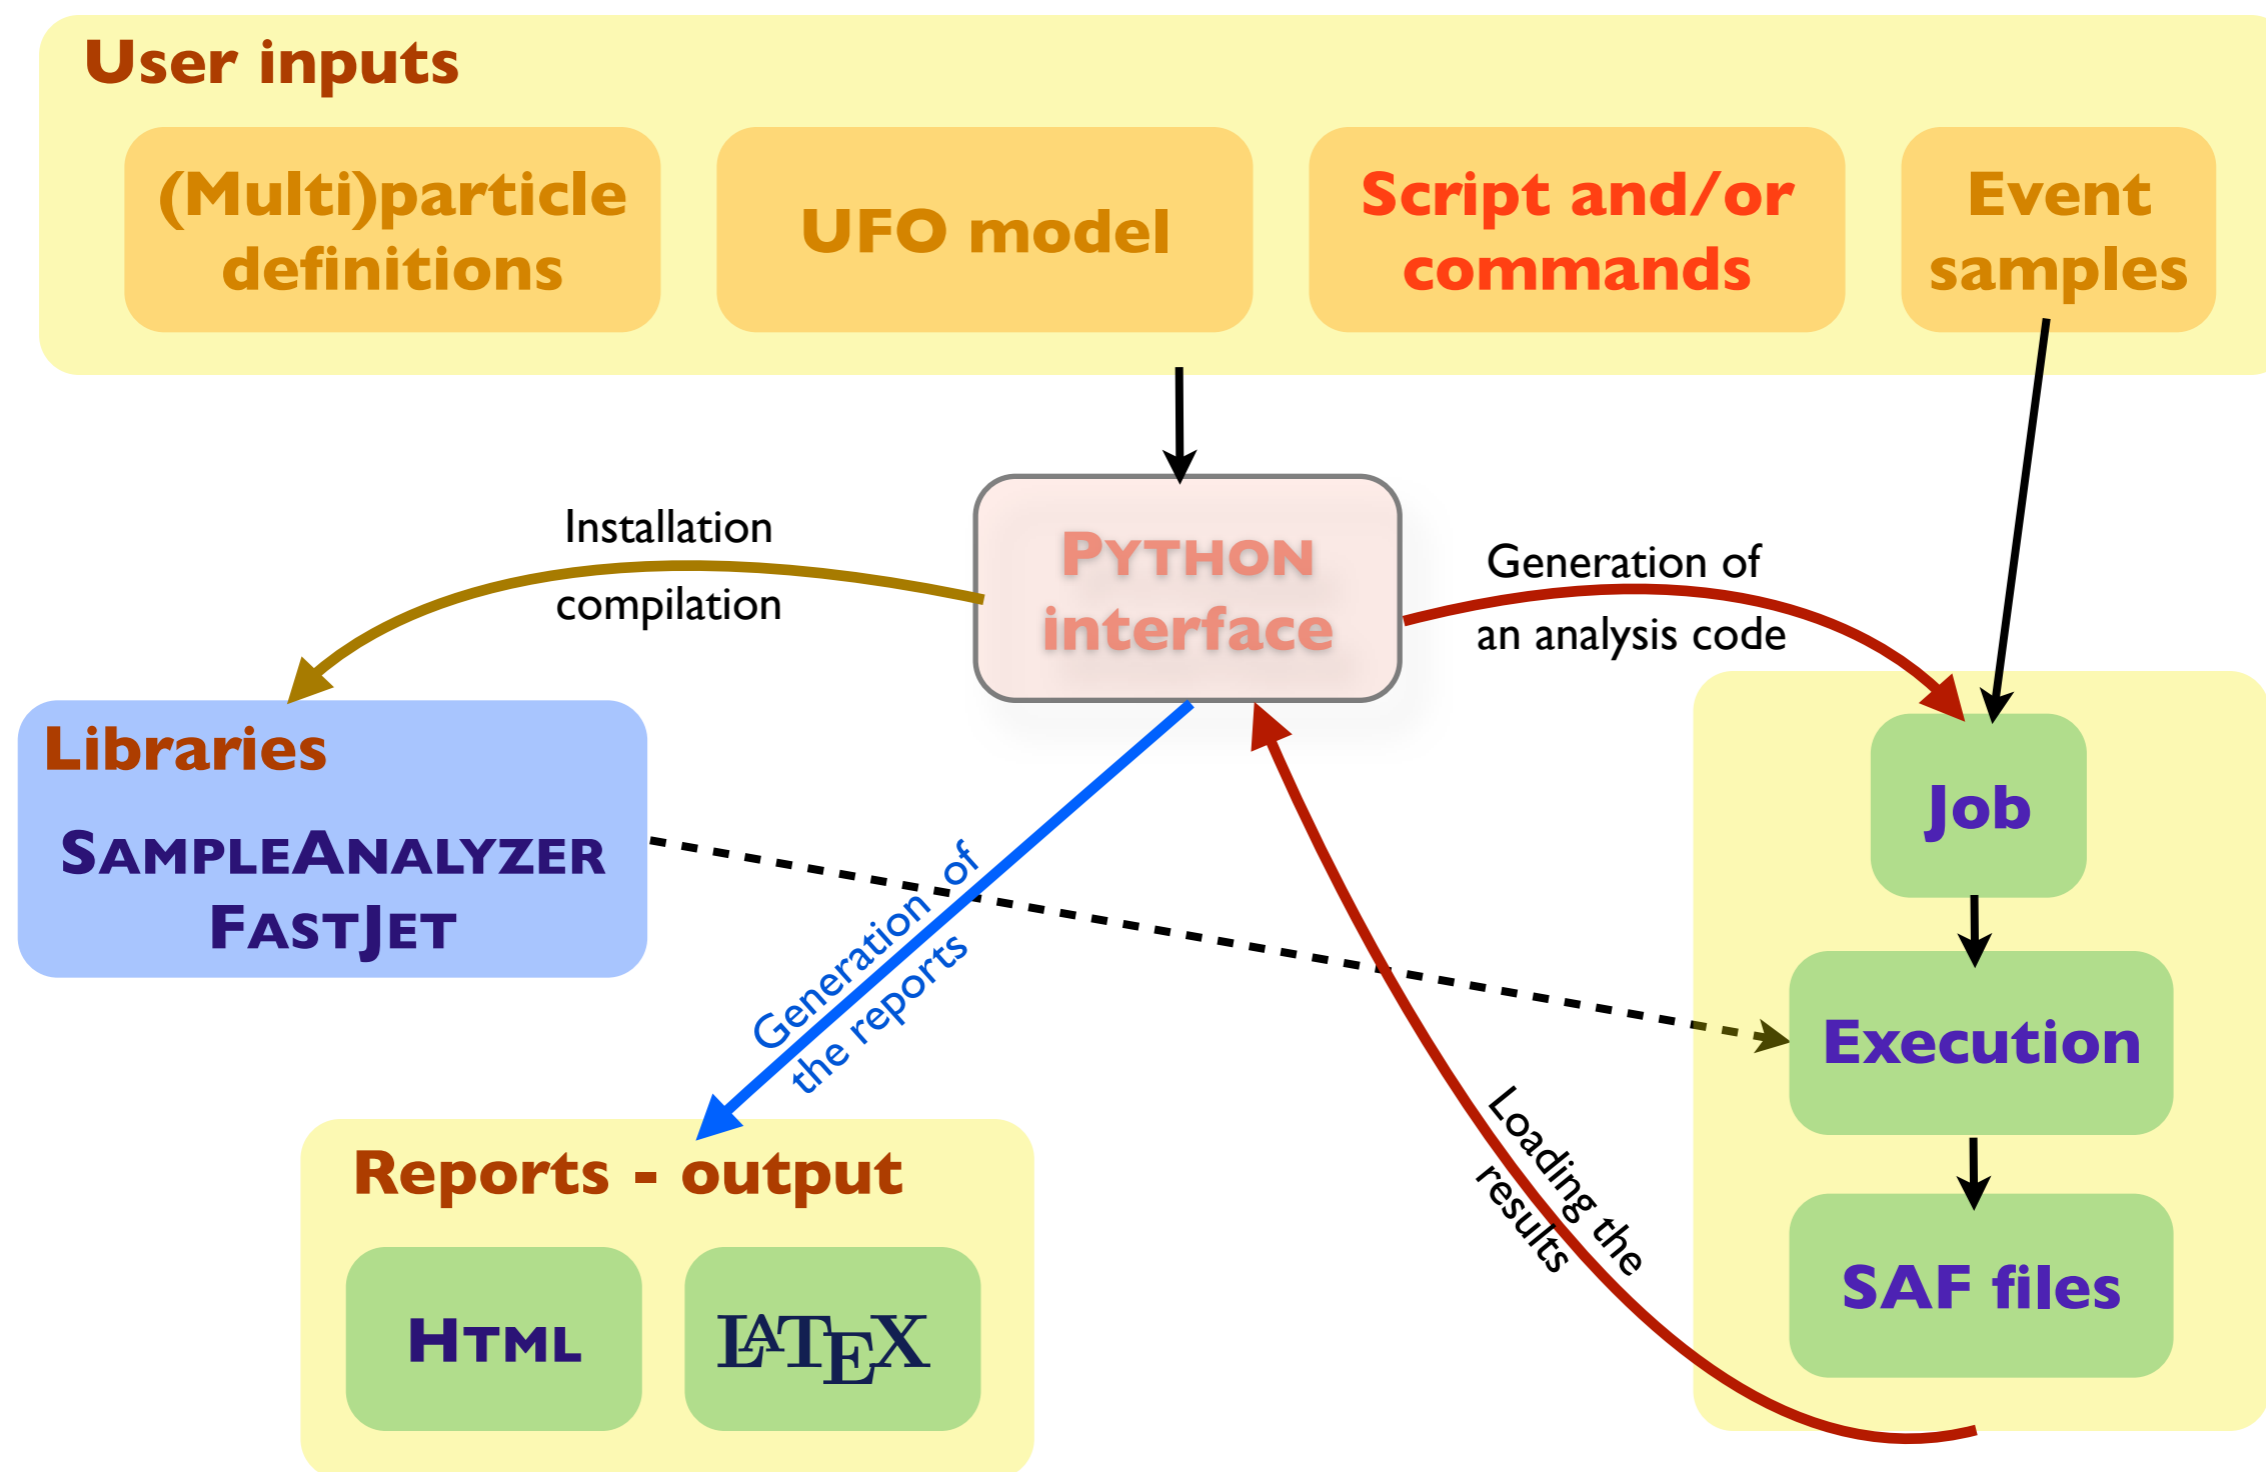 User inputs
(Multi)particle
definitions
UFO model
Script and/or
commands
Event
samples
Installation
compilation
PYTHON
interface
Generation of
an analysis code
Libraries
SAMPLEANALYZER
FASTJET
Job
Generation of
the reports
Execution
Loading the
results
Reports - output
HTML
LATEX
SAF files